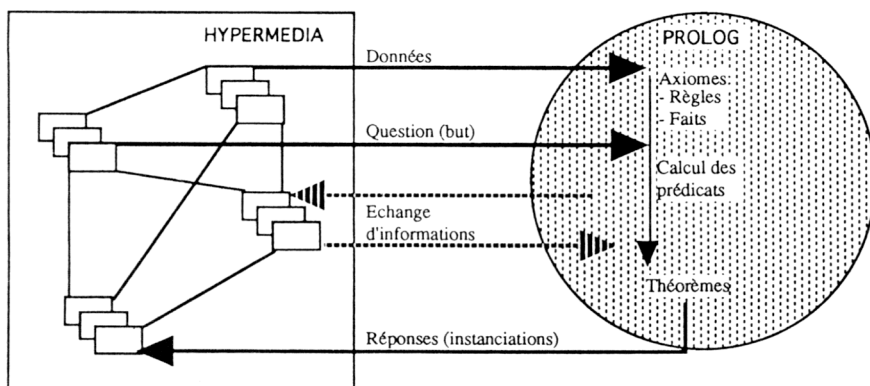 HYPERMEDIA
PROLOG
Données
Axiomes:
- Règles
- Faits
Question (but)
Calcul des
prédicats
Echange
d'informations
Théorèmes
Réponses (instanciations)